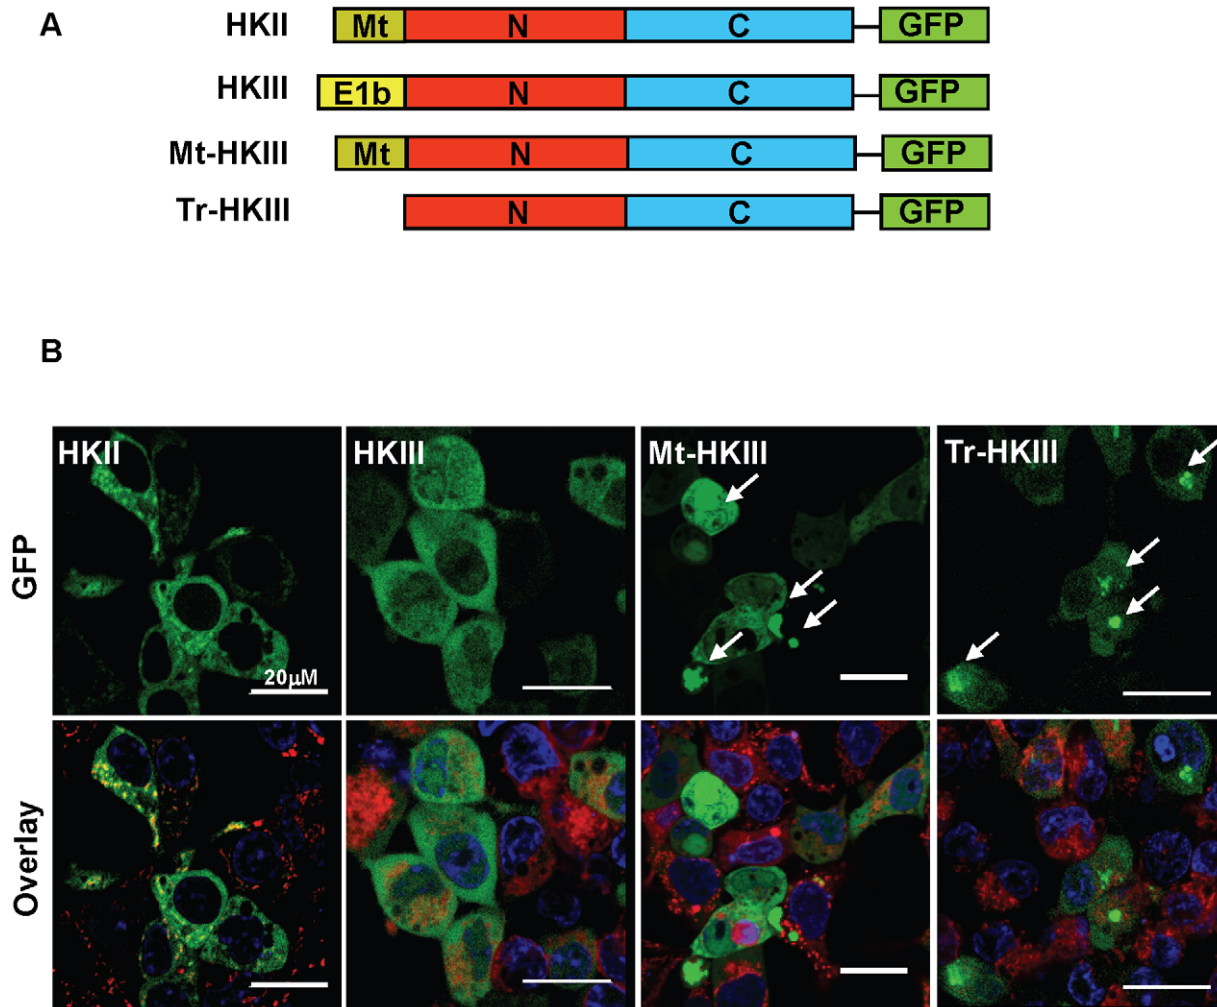 A
HKII Mt N C GFP
HKIII E1b N C GFP
Mt-HKIII Mt N C GFP
Tr-HKIII N C GFP
B
HKII HKIII Mt-HKIII Tr-HKIII
GFP
20μM
Overlay